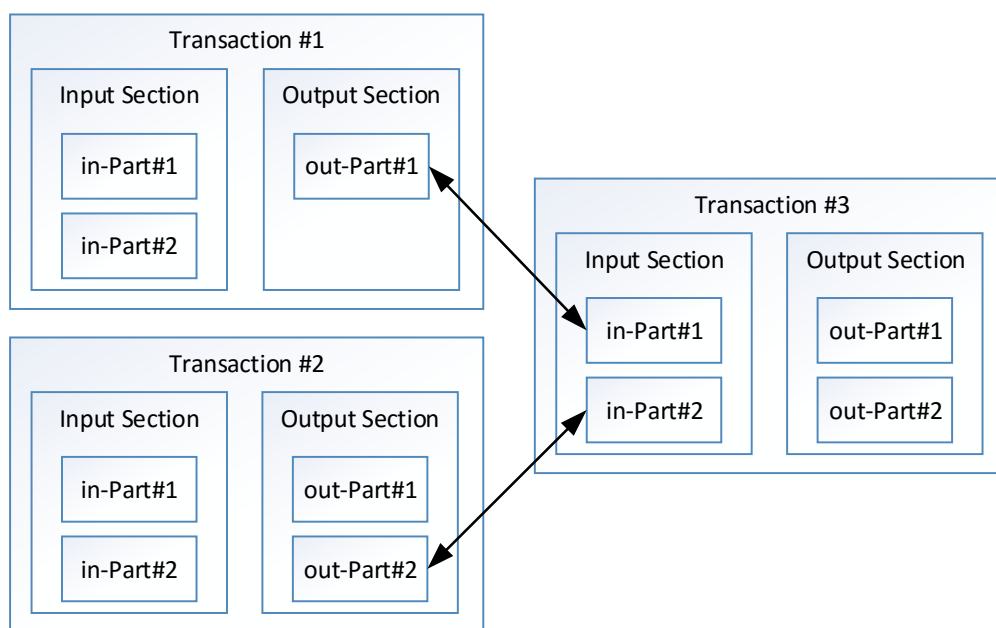 Transaction #1
Input Section
Output Section
in-Part#1
out-Part#1
in-Part#2
Transaction #2
Input Section
Output Section
in-Part#1
out-Part#1
in-Part#2
out-Part#2
Transaction #3
Input Section
Output Section
in-Part#1
out-Part#1
in-Part#2
out-Part#2